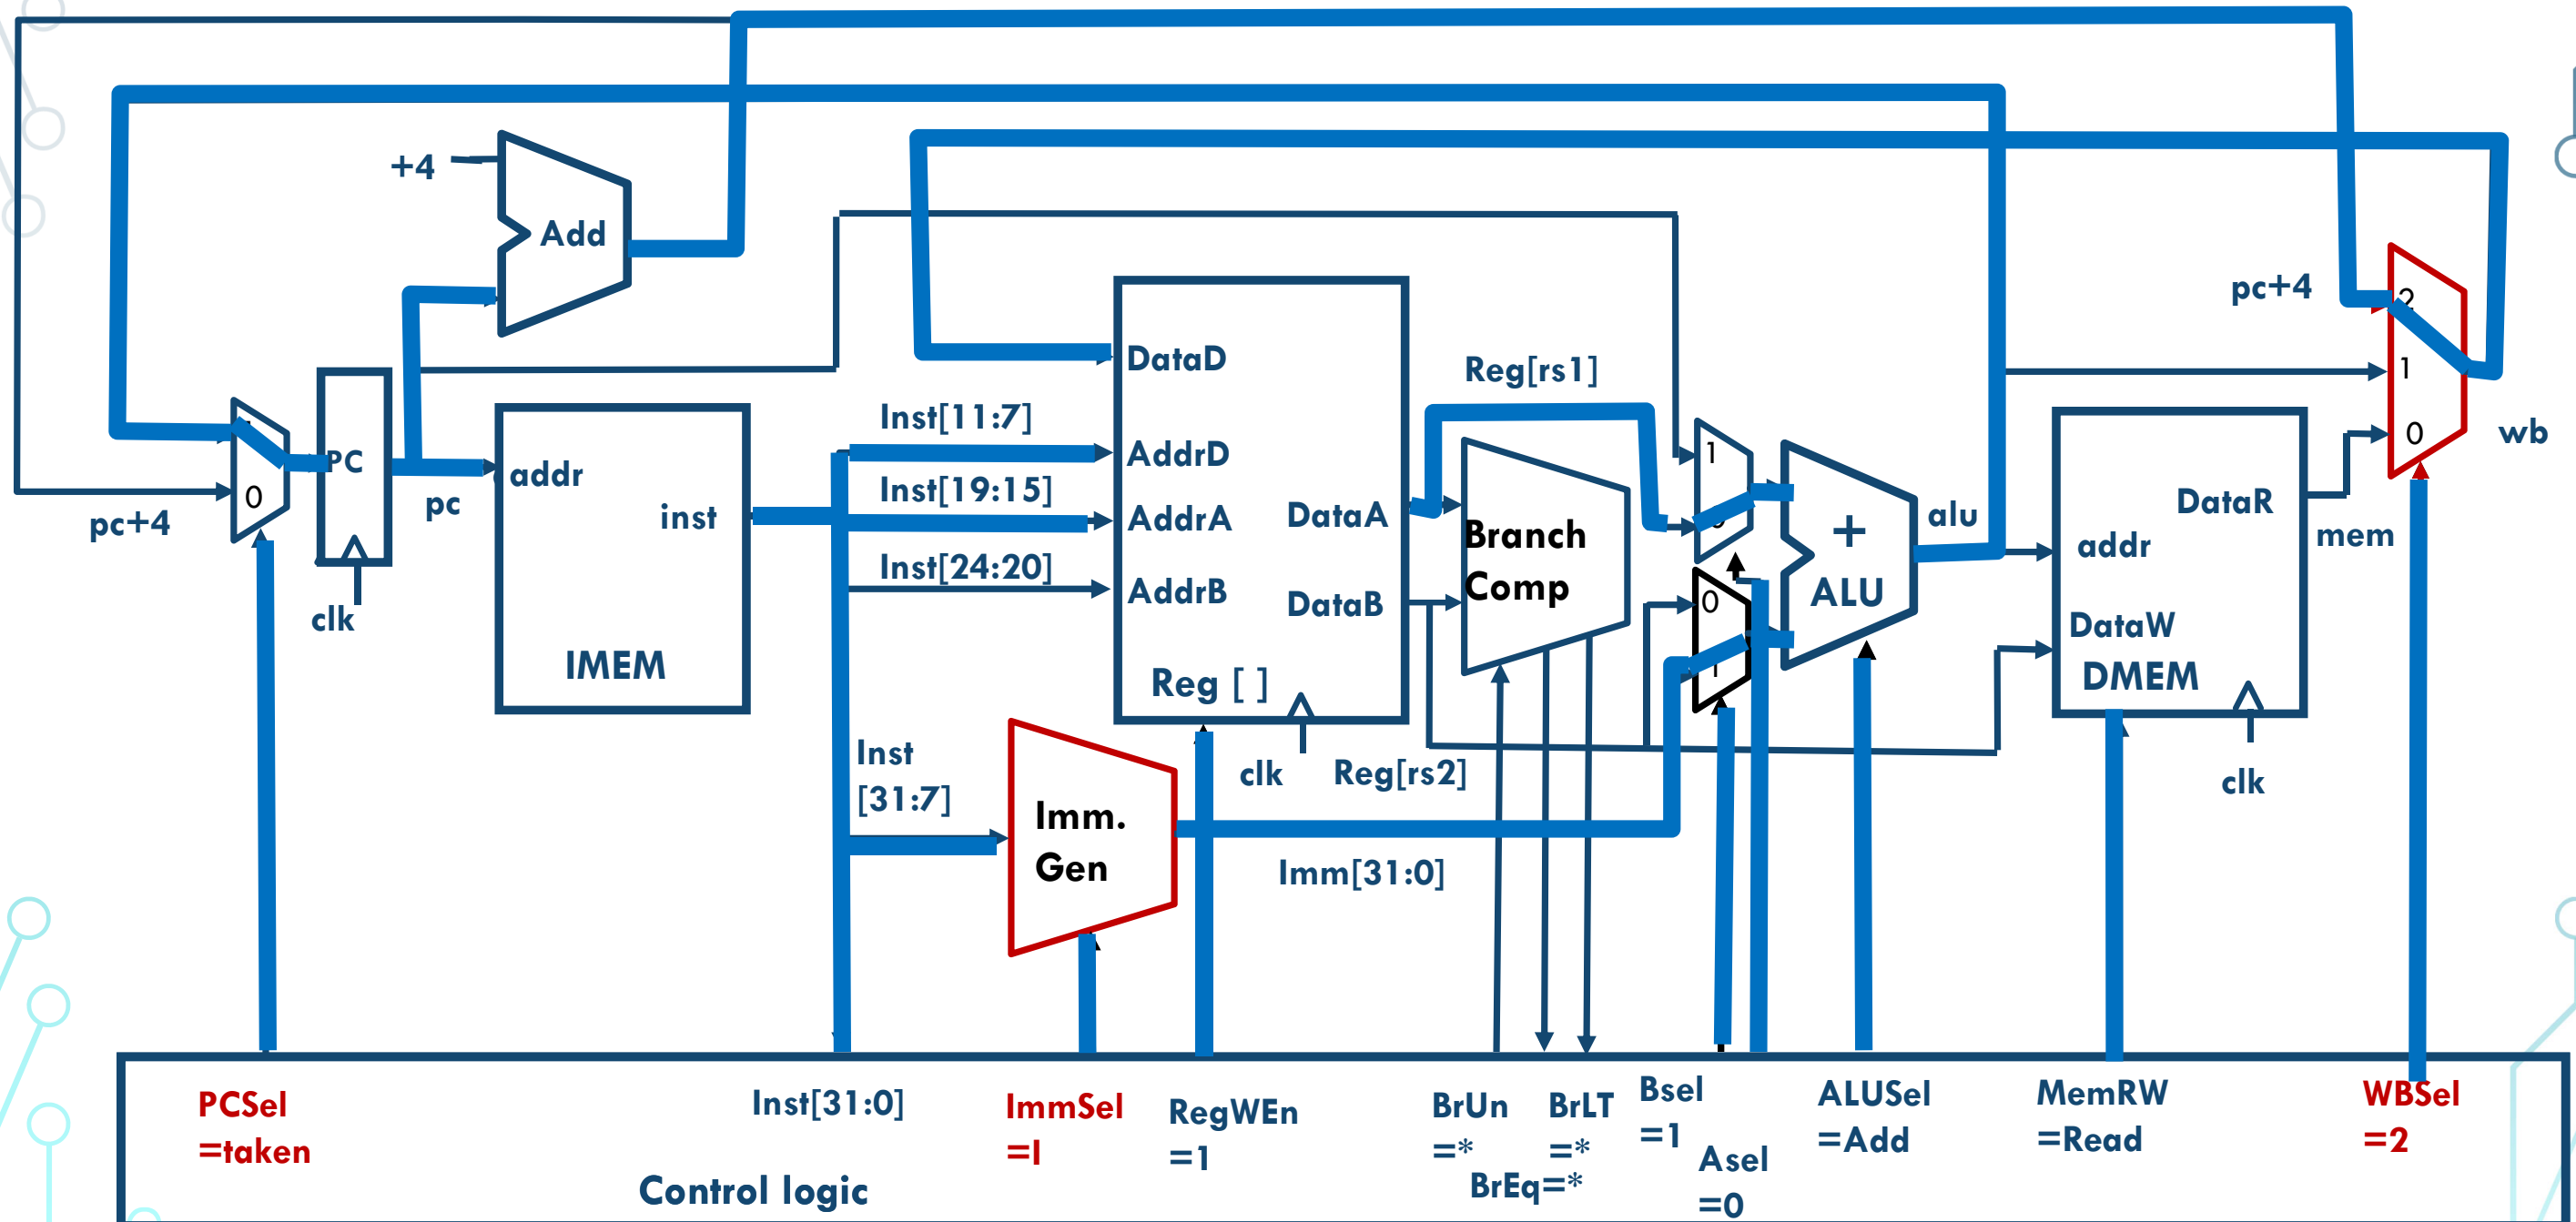 +4
Add
pc+4
2
1
0
wb
DataD
Reg[rs1]
Inst[11:7]
AddrD
Inst[19:15]
AddrA
DataA
Inst[24:20]
AddrB
DataB
Reg [ ]
clk
PC
pc
0
pc+4
clk
addr
inst
IMEM
Branch
Comp
1
0
1
+
ALU
alu
addr
DataR
DataW
DMEM
mem
clk
Reg[rs2]
Inst
[31:7]
Imm.
Gen
Imm[31:0]
PCSel
=taken
Inst[31:0]
ImmSel
=I
RegWEn
=1
BrUn
=*
BrLT
=*
BrEq=*
Bsel
=1
Asel
=0
ALUSel
=Add
MemRW
=Read
WBSel
=2
Control logic